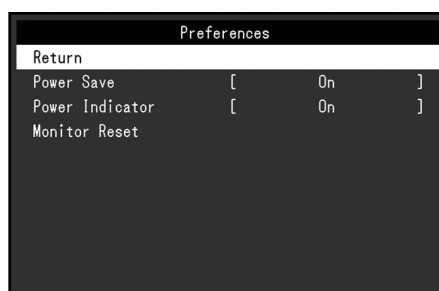 Preferences
Return
Power Save [ On ]
Power Indicator [ On ]
Monitor Reset